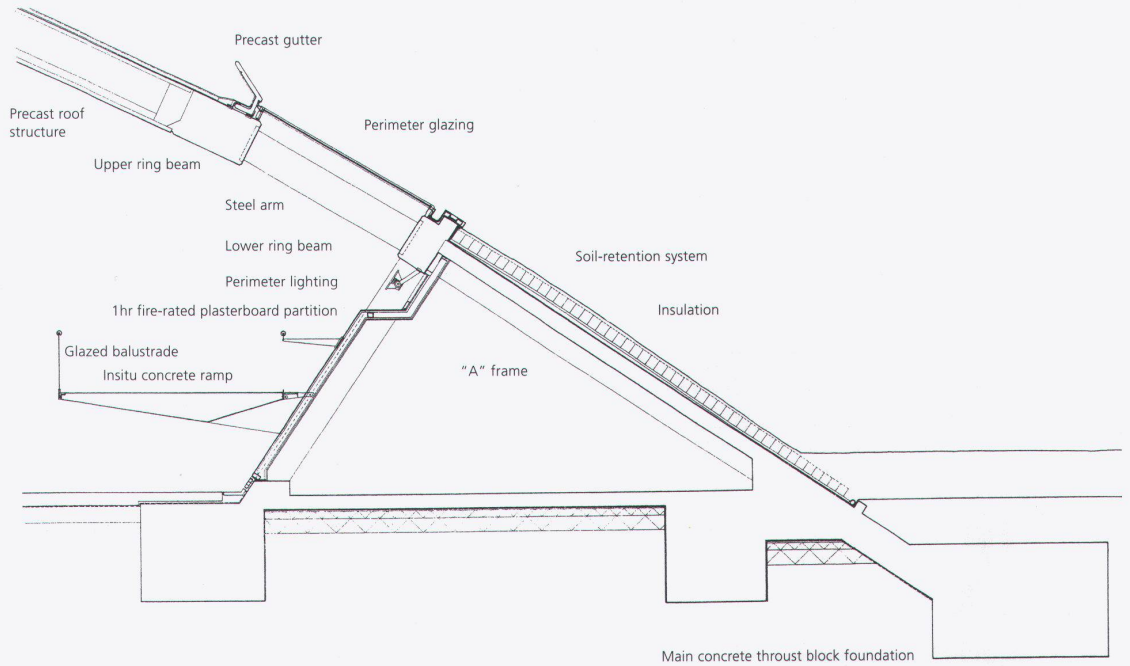 Precast gutter
Precast roof
structure
Perimeter glazing
Upper ring beam
Steel arm
Lower ring beam
Soil-retention system
Perimeter lighting
Insulation
1hr fire-rated plasterboard partition
Glazed balustrade
Insitu concrete ramp
"A" frame
Main concrete throust block foundation